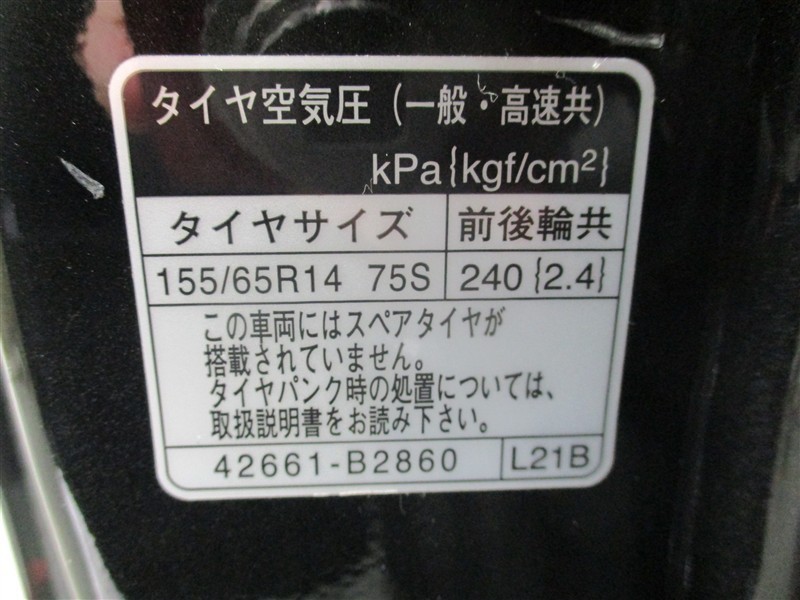 タイヤ空気圧（一般・高速共）
kPa{kgf/cm²}
タイヤサイズ 前後輪共
155/65R14 75S 240{2.4}
この車両にはスペアタイヤが
搭載されていません。
タイヤパンク時の処置については、
取扱説明書をお読み下さい。
42661-B2860 L21B